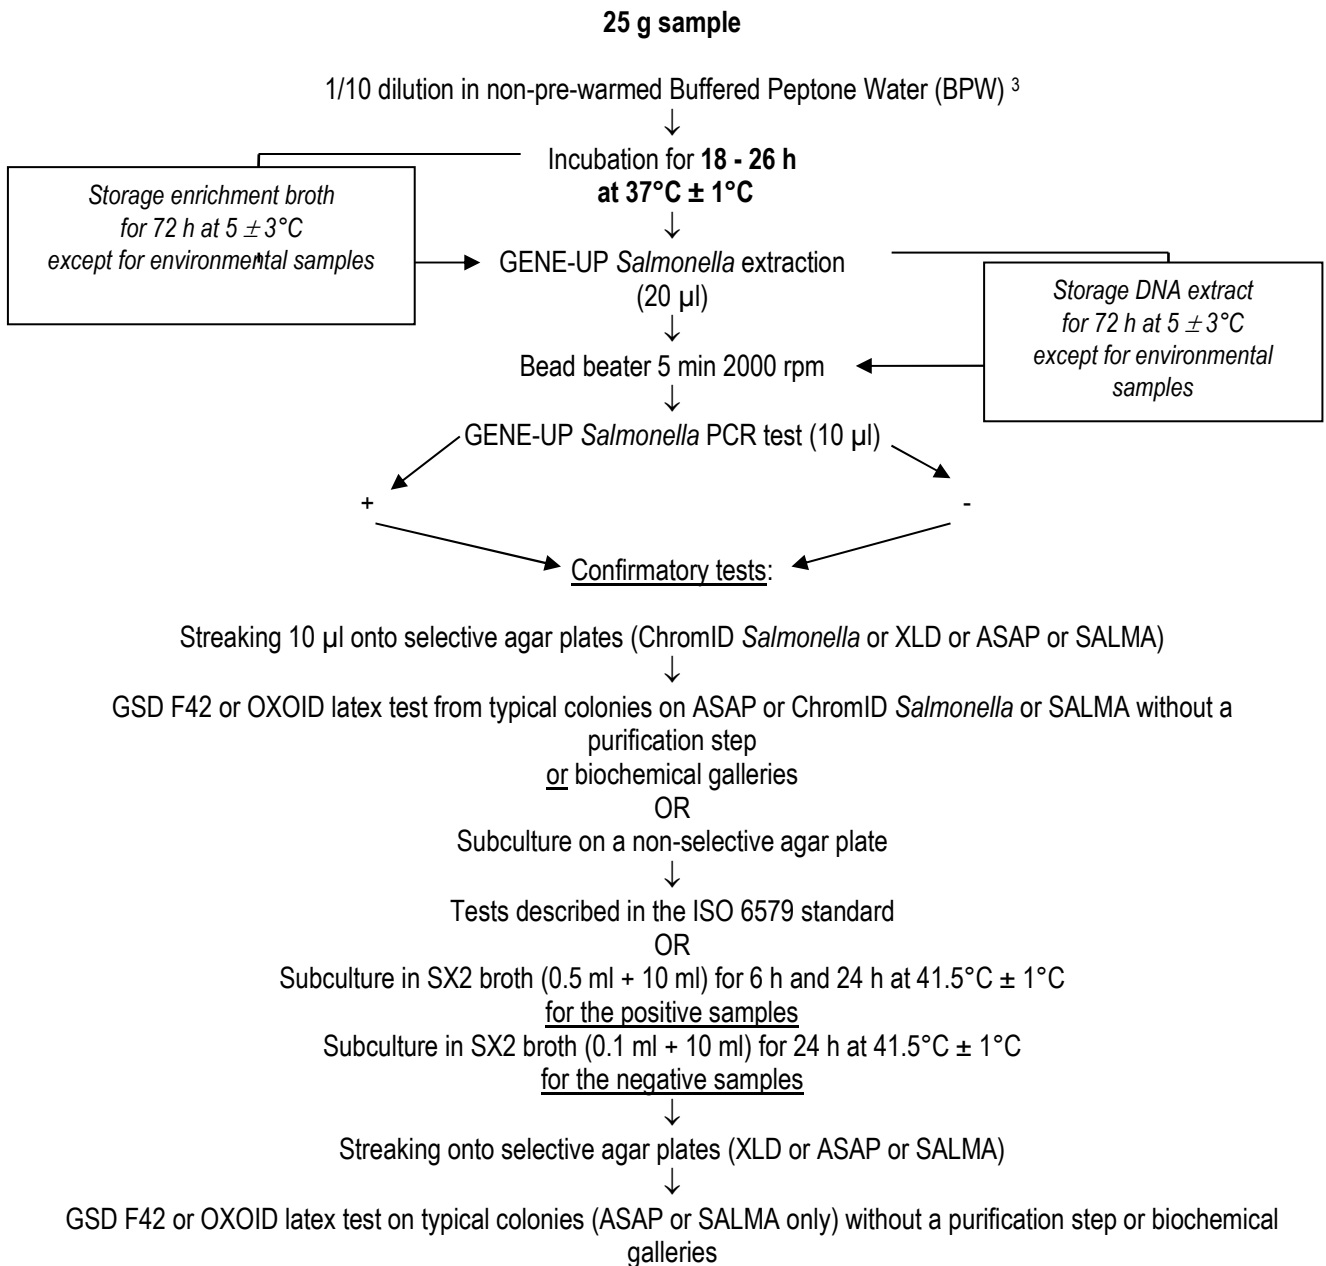 25 g sample
1/10 dilution in non-pre-warmed Buffered Peptone Water (BPW) 3
↓
Incubation for 18 - 26 h
at 37°C ± 1°C
Storage enrichment broth
for 72 h at 5 ± 3°C
except for environmental samples
↓
GENE-UP Salmonella extraction
(20 µl)
Storage DNA extract
for 72 h at 5 ± 3°C
except for environmental
samples
↓
Bead beater 5 min 2000 rpm
↓
GENE-UP Salmonella PCR test (10 µl)
+
-
Confirmatory tests:
Streaking 10 µl onto selective agar plates (ChromID Salmonella or XLD or ASAP or SALMA)
↓
GSD F42 or OXOID latex test from typical colonies on ASAP or ChromID Salmonella or SALMA without a
purification step
or biochemical galleries
OR
Subculture on a non-selective agar plate
↓
Tests described in the ISO 6579 standard
OR
Subculture in SX2 broth (0.5 ml + 10 ml) for 6 h and 24 h at 41.5°C ± 1°C
for the positive samples
Subculture in SX2 broth (0.1 ml + 10 ml) for 24 h at 41.5°C ± 1°C
for the negative samples
↓
Streaking onto selective agar plates (XLD or ASAP or SALMA)
↓
GSD F42 or OXOID latex test on typical colonies (ASAP or SALMA only) without a purification step or biochemical
galleries